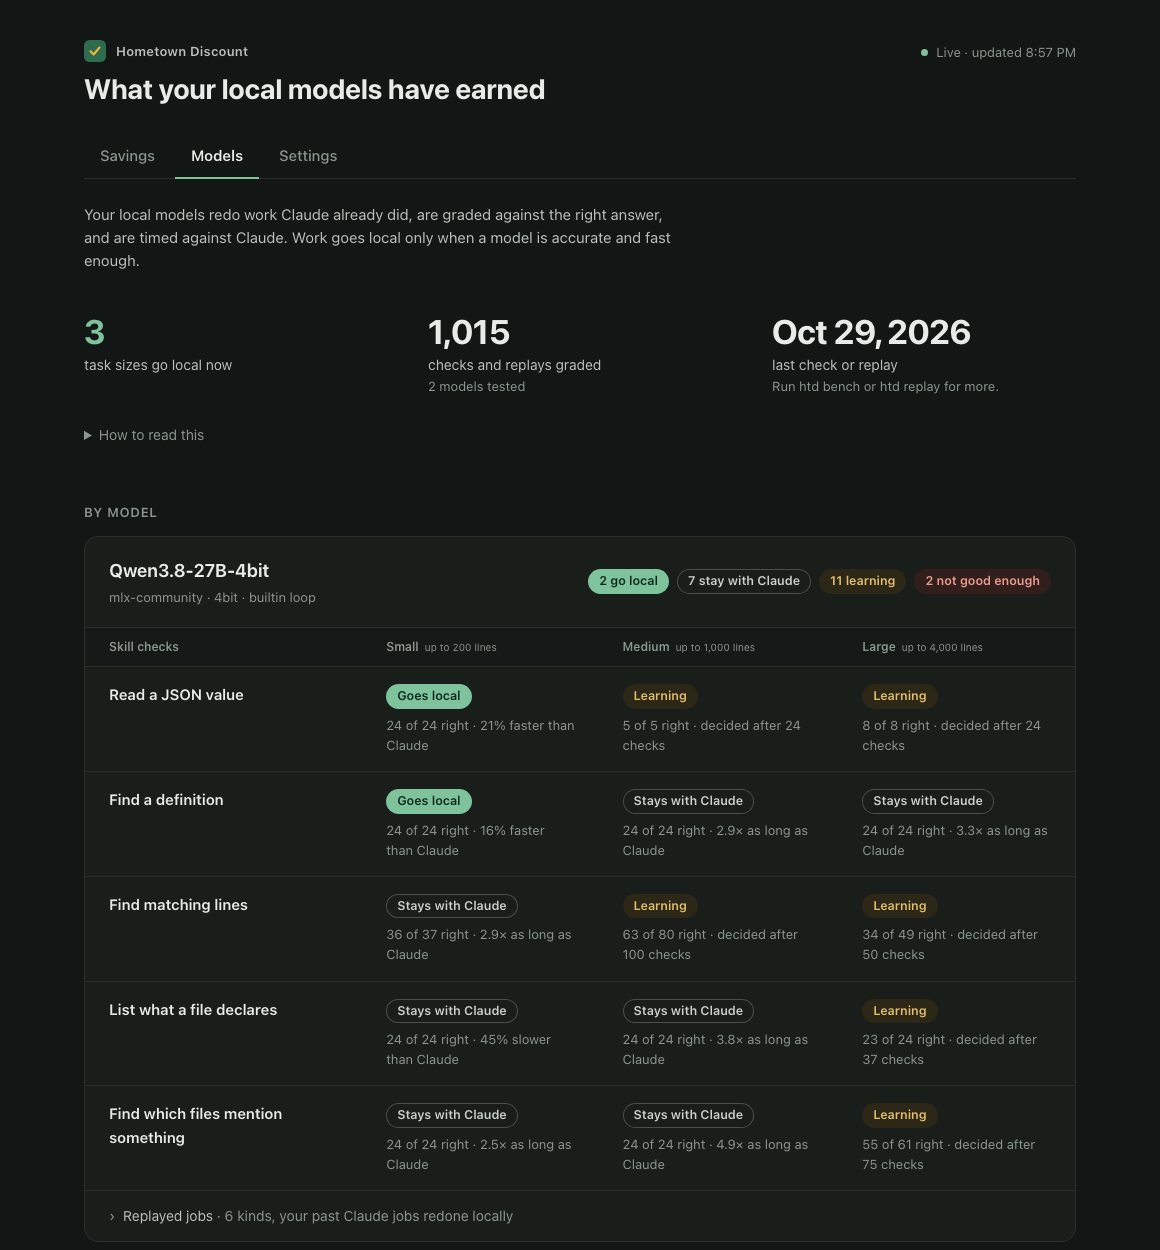 Hometown Discount
Live · updated 8:57 PM
What your local models have earned
Savings
Models
Settings
Your local models redo work Claude already did, are graded against the right answer,
and are timed against Claude. Work goes local only when a model is accurate and fast
enough.
3
task sizes go local now
1,015
checks and replays graded
2 models tested
Oct 29, 2026
last check or replay
Run htd bench or htd replay for more.
How to read this
BY MODEL
Qwen3.8-27B-4bit
mlx-community · 4bit · builtin loop
2 go local
7 stay with Claude
11 learning
2 not good enough
Skill checks
Small up to 200 lines
Medium up to 1,000 lines
Large up to 4,000 lines
Read a JSON value
Goes local
24 of 24 right · 21% faster than
Claude
Learning
5 of 5 right · decided after 24
checks
Learning
8 of 8 right · decided after 24
checks
Find a definition
Goes local
24 of 24 right · 16% faster
than Claude
Stays with Claude
24 of 24 right · 2.9× as long as
Claude
Stays with Claude
24 of 24 right · 3.3× as long as
Claude
Find matching lines
Stays with Claude
36 of 37 right · 2.9× as long as
Claude
Learning
63 of 80 right · decided after
100 checks
Learning
34 of 49 right · decided after
50 checks
List what a file declares
Stays with Claude
24 of 24 right · 45% slower
than Claude
Stays with Claude
24 of 24 right · 3.8× as long as
Claude
Learning
23 of 24 right · decided after
37 checks
Find which files mention
something
Stays with Claude
24 of 24 right · 2.5× as long as
Claude
Stays with Claude
24 of 24 right · 4.9× as long as
Claude
Learning
55 of 61 right · decided after
75 checks
› Replayed jobs · 6 kinds, your past Claude jobs redone locally